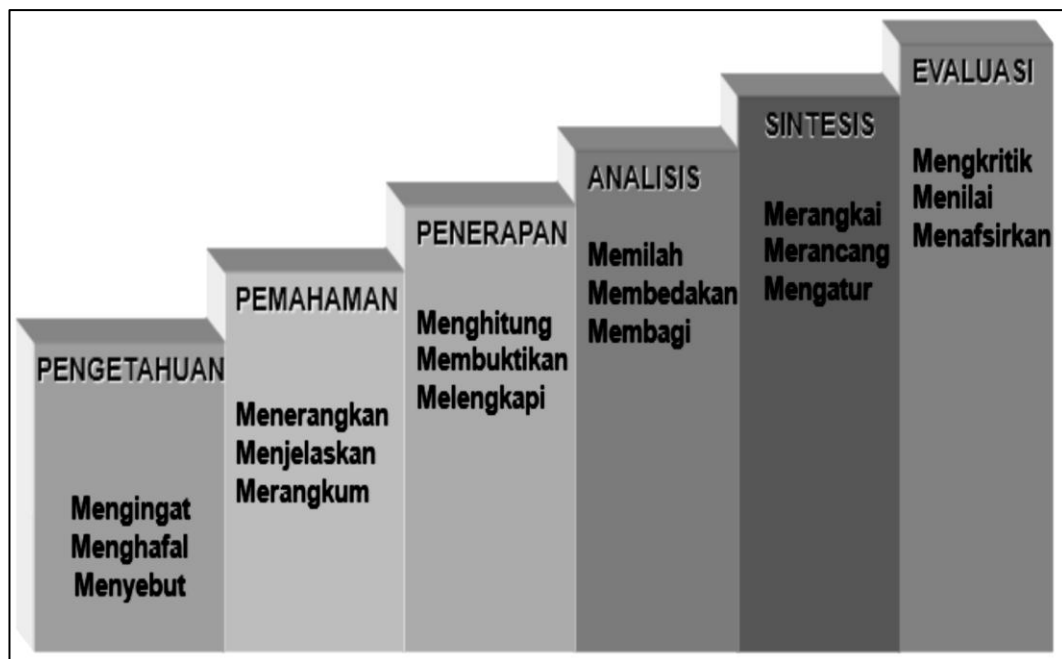 PENGETAHUAN
Mengingat
Menghafal
Menyebut
PEMAHAMAN
Menerangkan
Menjelaskan
Merangkum
PENERAPAN
Menghitung
Membuktikan
Melengkapi
ANALISIS
Memilah
Membedakan
Membagi
SINTESIS
Merangkai
Merancang
Mengatur
EVALUASI
Mengkritik
Menilai
Menafsirkan